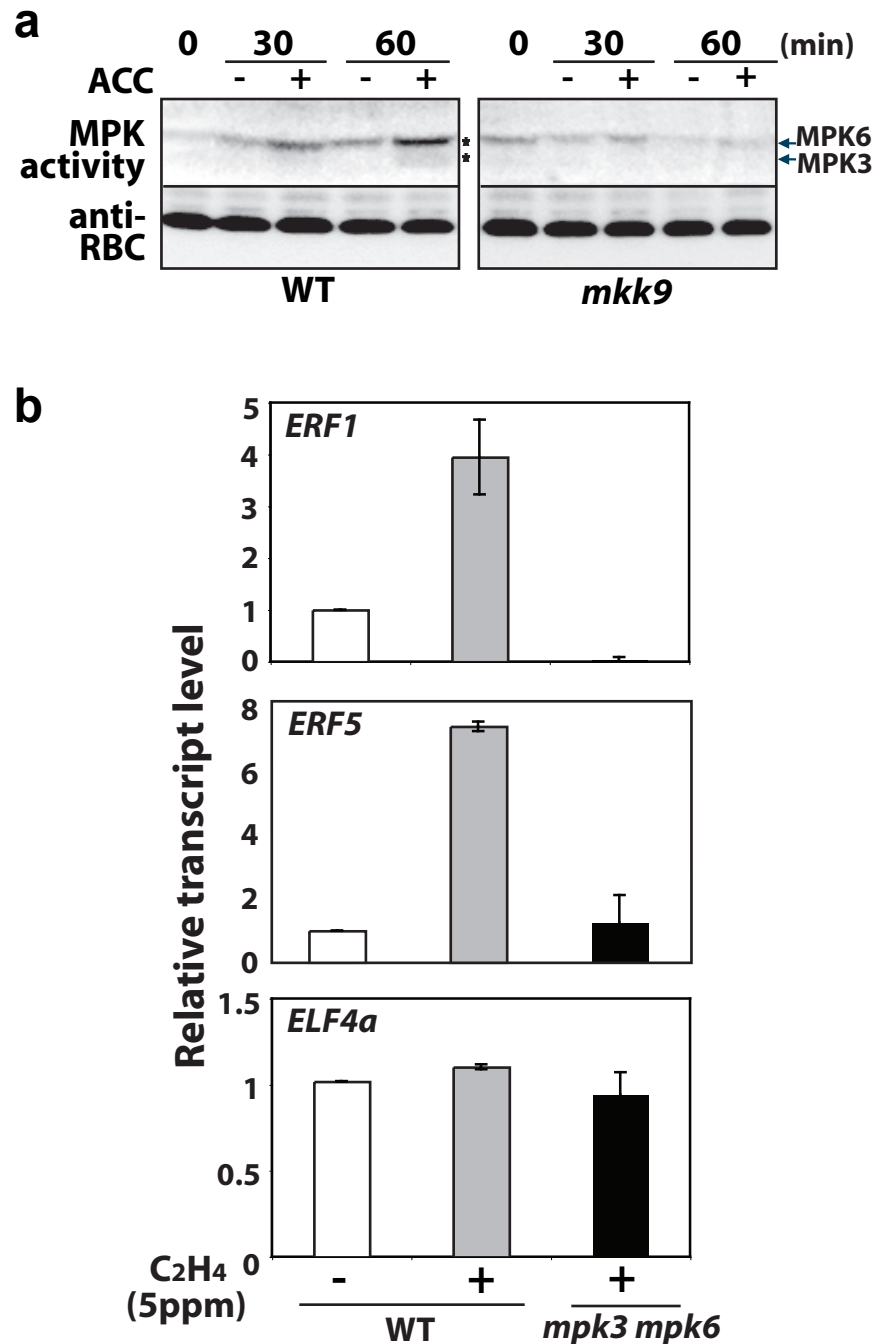 a
0 30 60 0 30 60 (min)
ACC - + - + - + - +
MPK activity
*
*
MPK6
MPK3
anti-
RBC
WT mkk9
b
Relative transcript level
ERF1
5
4
3
2
1
0
ERF5
8
6
4
2
0
ELF4a
1.5
1
0.5
0
C2H4 - + +
(5ppm)
WT mpk3 mpk6